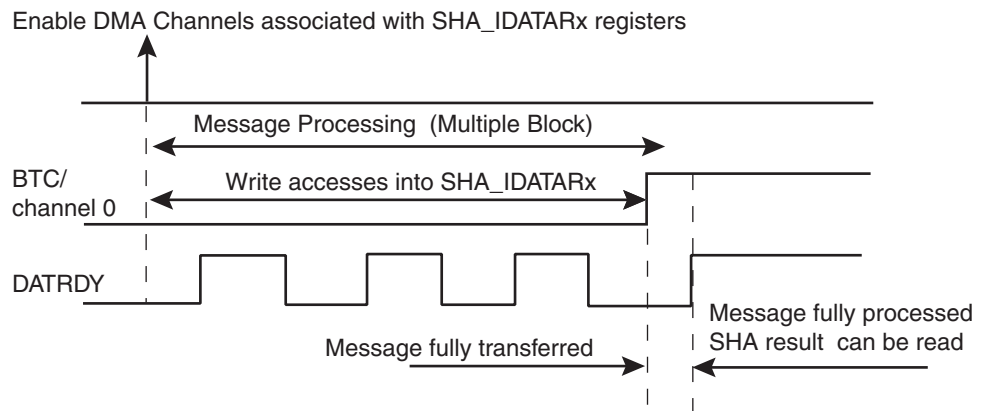 Enable DMA Channels associated with SHA_IDATARx registers
Message Processing (Multiple Block)
BTC/
channel 0
Write accesses into SHA_IDATARx
DATRDY
Message fully processed
SHA result can be read
Message fully transferred